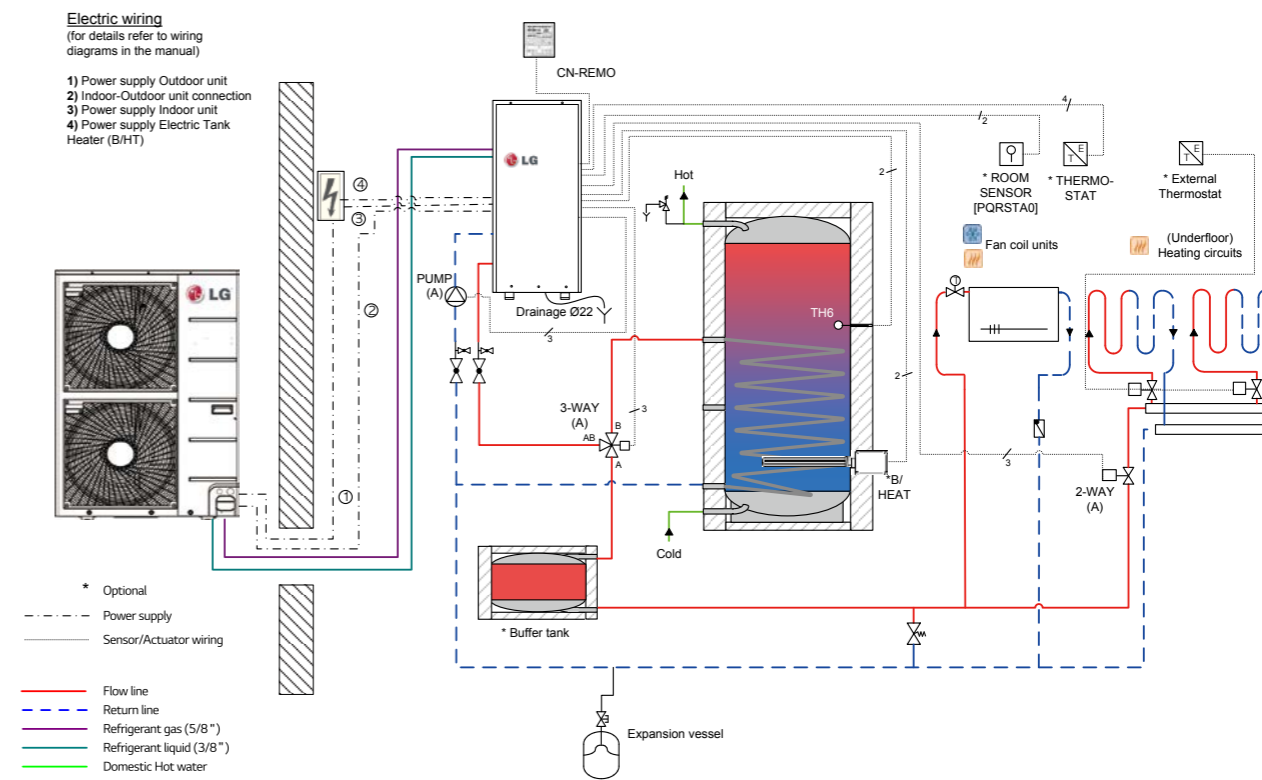 Electric wiring
(for details refer to wiring
diagrams in the manual)
1) Power supply Outdoor unit
2) Indoor-Outdoor unit connection
3) Power supply Indoor unit
4) Power supply Electric Tank
Heater (B/HT)
CN-REMO
LG
4
2
E
T
* ROOM
SENSOR
[PQRSTA0]
* THERMO-
STAT
E
T
* External
Thermostat
Hot
2
④
③
Fan coil units
(Underfloor)
Heating circuits
LG
PUMP
(A)
Drainage Ø22
②
3
TH6
①
3-WAY
(A)
AB
B
A
3
2
3
*B/
HEAT
2-WAY
(A)
①
Cold
* Buffer tank
Expansion vessel
* Optional
Power supply
Sensor/Actuator wiring
Flow line
Return line
Refrigerant gas (5/8")
Refrigerant liquid (3/8")
Domestic Hot water